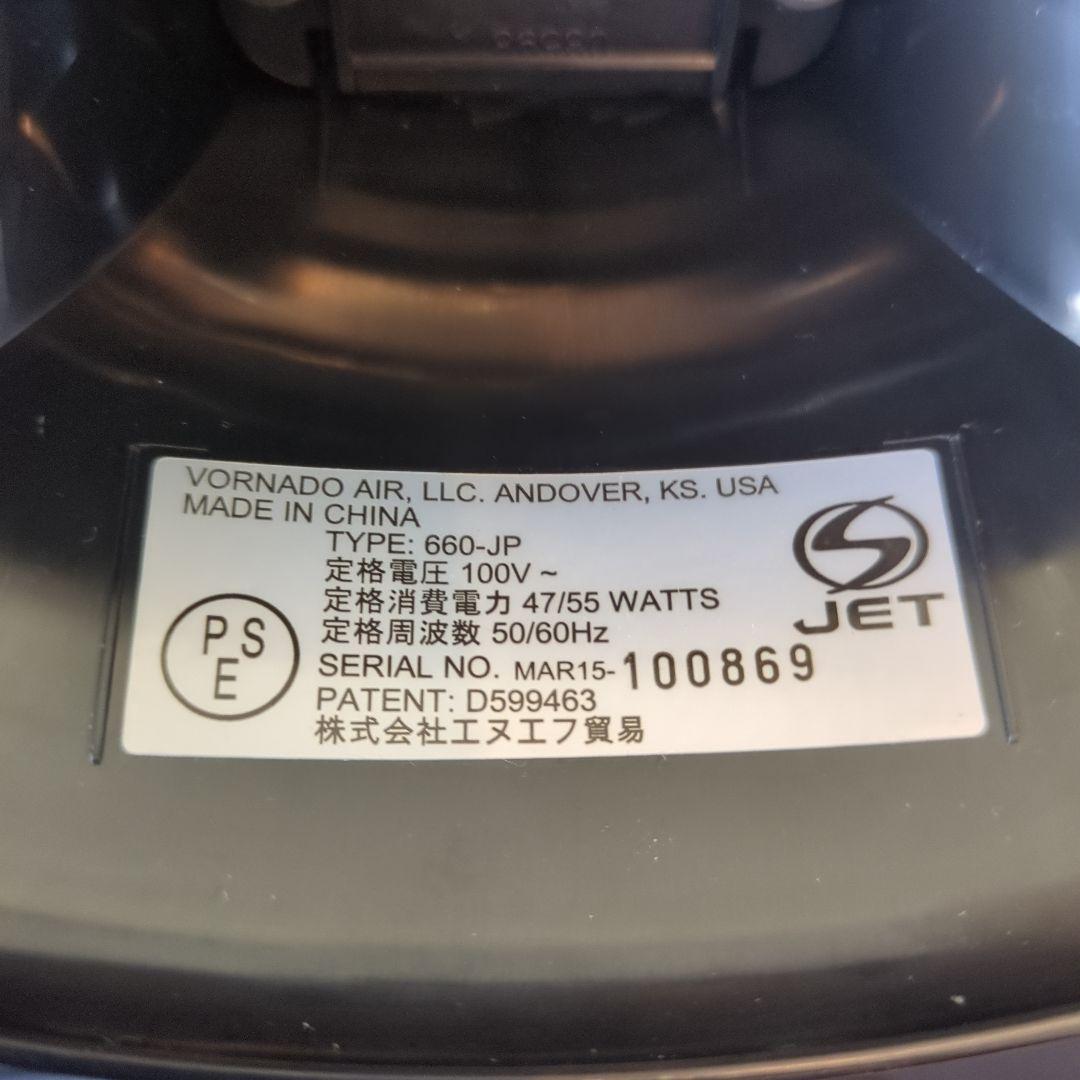 VORNADO AIR, LLC. ANDOVER, KS. USA
MADE IN CHINA
TYPE: 660-JP
定格電圧 100V ~
定格消費電力 47/55 WATTS
定格周波数 50/60Hz
SERIAL NO. MAR15-100869
PATENT: D599463
株式会社エヌエフ貿易
PS
E
JET